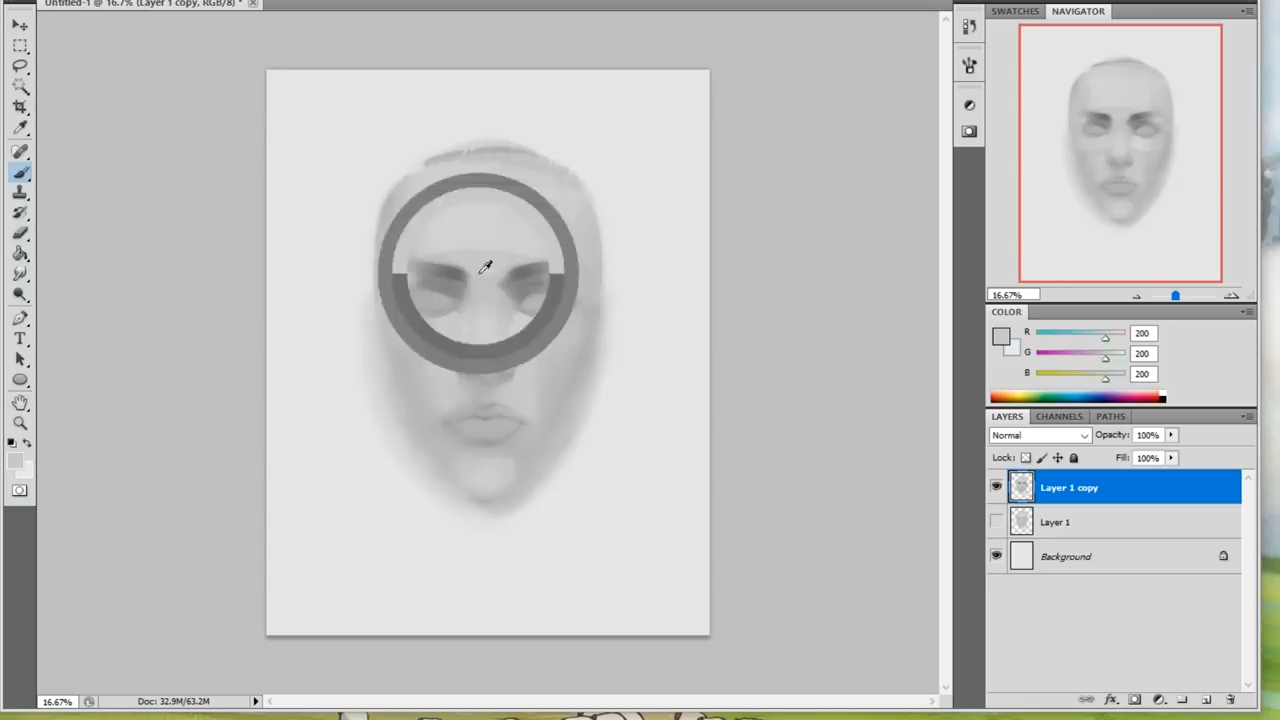 Untitled-1 @ 16.7% (Layer 1 copy, RGB/8) *
SWATCHES NAVIGATOR
16.67%
COLOR
R 200
G 200
B 200
LAYERS CHANNELS PATHS
Normal Opacity: 100%
Lock: Fill: 100%
Layer 1 copy
Layer 1
Background
16.67% Doc: 32.9M/63.2M